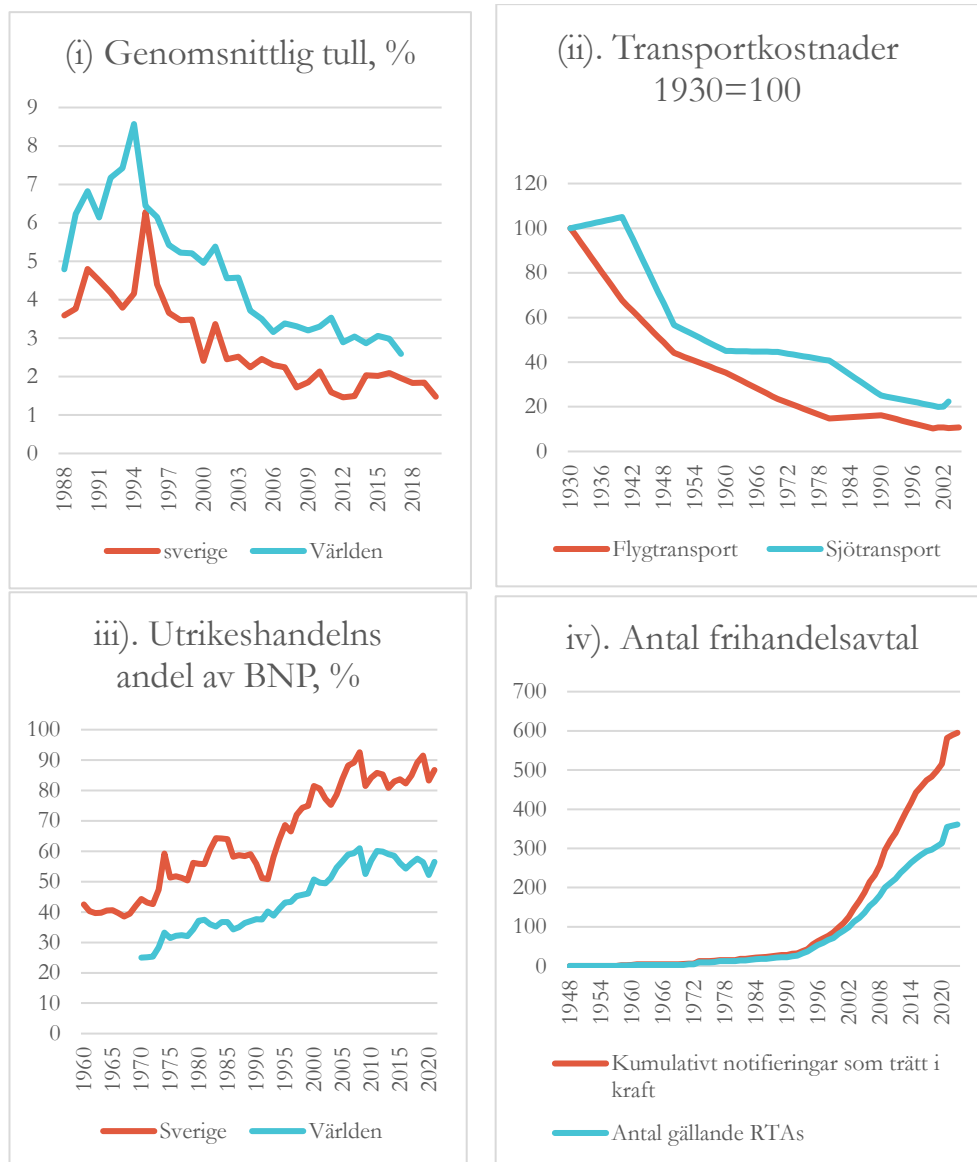 (i) Genomsnittlig tull, %
9
8
7
6
5
4
3
2
1
0
1988 1991 1994 1997 2000 2003 2006 2009 2012 2015 2018
sverige Världen
(ii). Transportkostnader
1930=100
120
100
80
60
40
20
0
1930 1936 1942 1948 1954 1960 1966 1972 1978 1984 1990 1996 2002
Flygtransport Sjötransport
iii). Utrikeshandelns
andel av BNP, %
100
90
80
70
60
50
40
30
20
10
0
1960 1965 1970 1975 1980 1985 1990 1995 2000 2005 2010 2015 2020
Sverige Världen
iv). Antal frihandelsavtal
700
600
500
400
300
200
100
0
1948 1954 1960 1966 1972 1978 1984 1990 1996 2002 2008 2014 2020
Kumulativt notifieringar som trätt i
kraft
Antal gällande RTAs